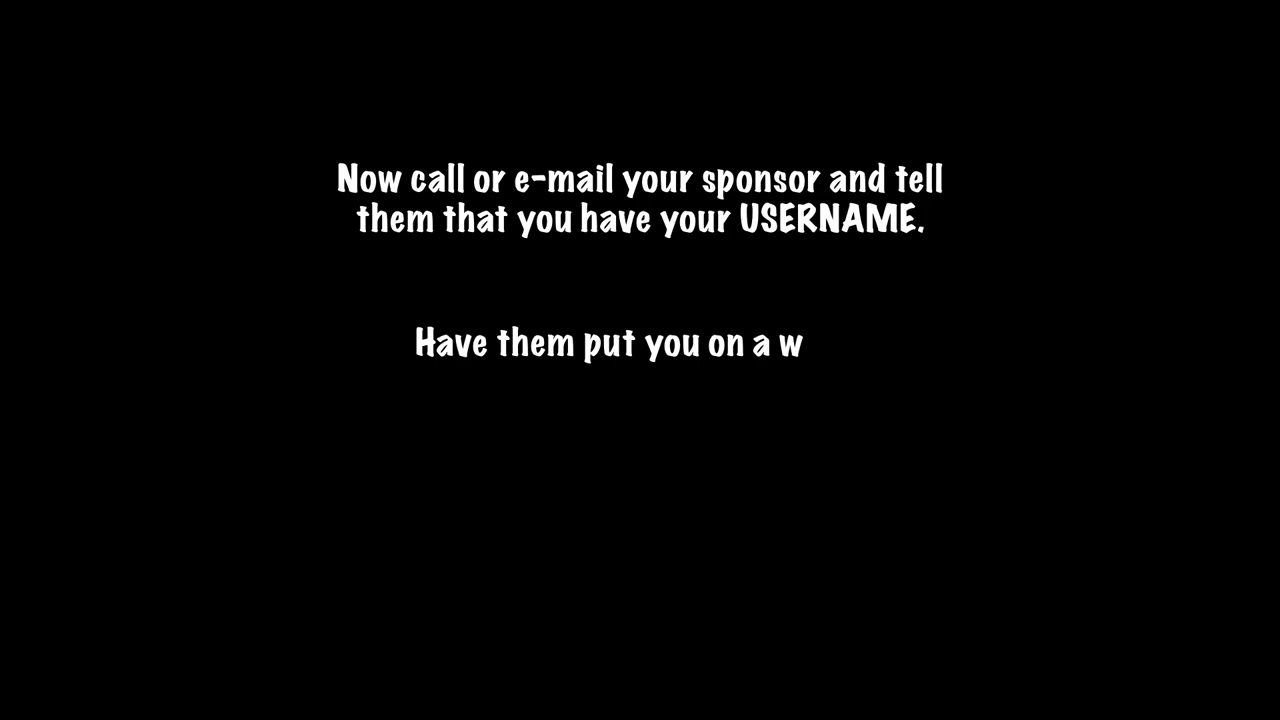 Now call or e-mail your sponsor and tell
them that you have your USERNAME.
Have them put you on a w